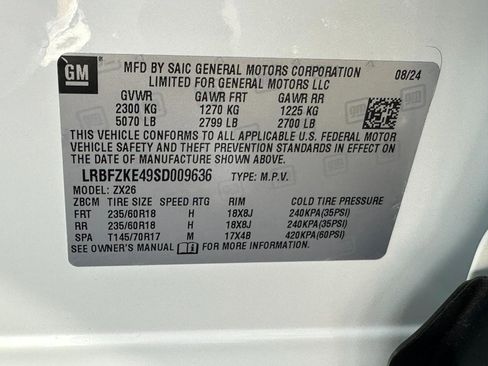 GM
MFD BY SAIC GENERAL MOTORS CORPORATION 08/24
LIMITED FOR GENERAL MOTORS LLC
GVWR GAWR FRT GAWR RR
2300 KG 1270 KG 1225 KG
5070 LB 2799 LB 2700 LB
THIS VEHICLE CONFORMS TO ALL APPLICABLE U.S. FEDERAL MOTOR
VEHICLE SAFETY AND THEFT PREVENTION STANDARDS IN EFFECT ON
THE DATE OF MANUFACTURE SHOWN ABOVE.
LRBFZKE49SD009636 TYPE: M.P.V.
MODEL: ZX26
ZBCM TIRE SIZE SPEED RTG RIM COLD TIRE PRESSURE
FRT 235/60R18 H 18X8J 240KPA(35PSI)
RR 235/60R18 H 18X8J 240KPA(35PSI)
SPA T145/70R17 M 17X4B 420KPA(60PSI)
SEE OWNER'S MANUAL FOR MORE INFORMATION